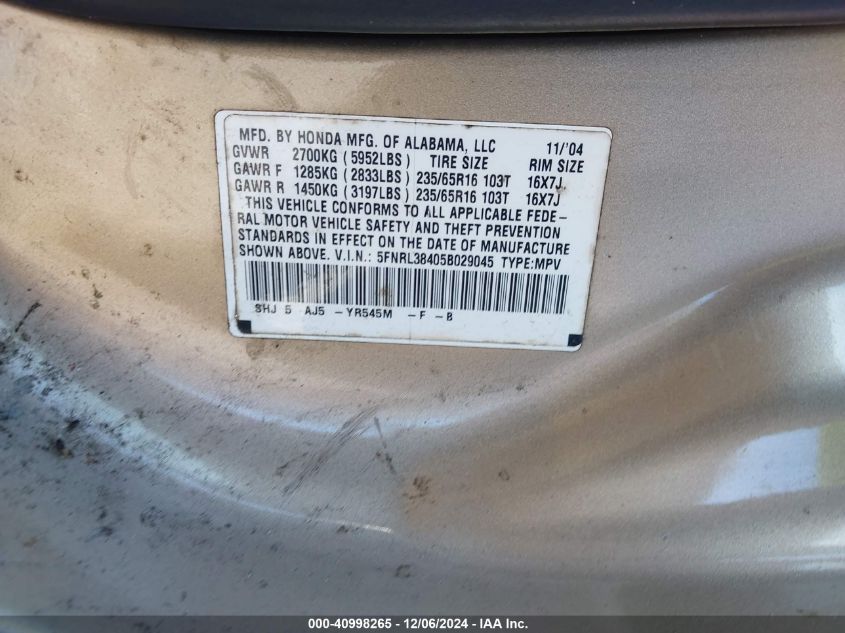 MFD. BY HONDA MFG. OF ALABAMA, LLC 11/'04
GVWR 2700KG (5952LBS) TIRE SIZE RIM SIZE
GAWR F 1285KG (2833LBS) 235/65R16 103T 16X7J
GAWR R 1450KG (3197LBS) 235/65R16 103T 16X7J
THIS VEHICLE CONFORMS TO ALL APPLICABLE FEDE-
RAL MOTOR VEHICLE SAFETY AND THEFT PREVENTION
STANDARDS IN EFFECT ON THE DATE OF MANUFACTURE
SHOWN ABOVE. V.I.N.: 5FNRL38405B029045 TYPE:MPV
SHJ 5 AJ5 -YR545M -F -B
000-40998265 - 12/06/2024 - IAA Inc.